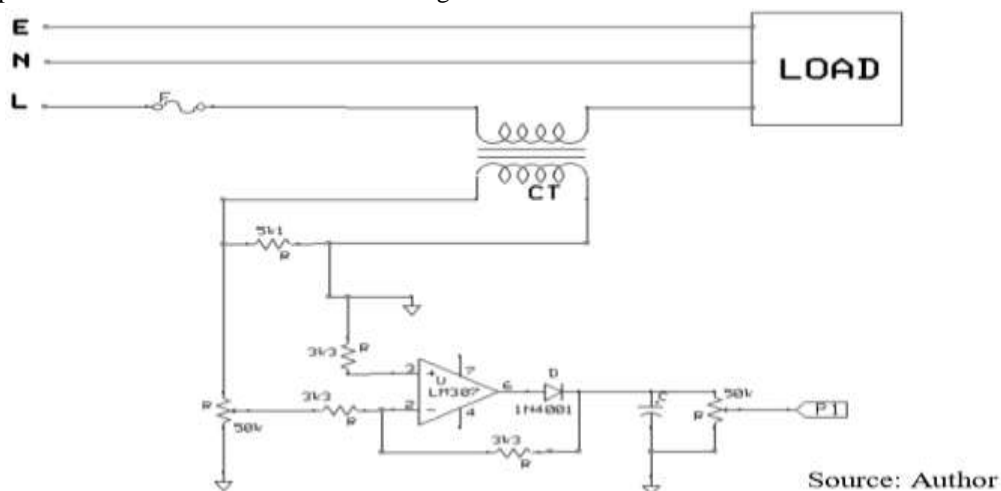 E
N
LOAD
L
F
CT
5k1
R
3k3
R
3
+
7
U
LM307
6
D
1N4001
C
50k
R
P1
R
50k
3k3
R
2
-
4
3k3
R
Source: Author